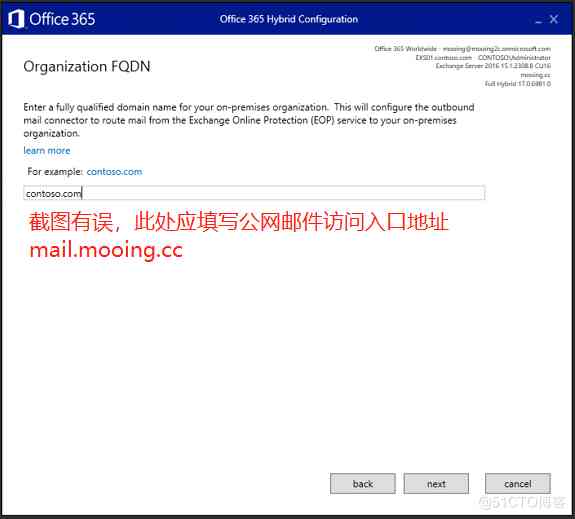 Office 365
Office 365 Hybrid Configuration
Office 365 Worldwide - mooing@mooing2c.onmicrosoft.com
EXS01.contoso.com CONTOSO\Administrator
Exchange Server 2016 15.1.2308.8 CU16
mooing.cc
Full Hybrid 17.0.6981.0
Organization FQDN
Enter a fully qualified domain name for your on-premises organization. This will configure the outbound
mail connector to route mail from the Exchange Online Protection (EOP) service to your on-premises
organization.
learn more
For example: contoso.com
contoso.com
截图有误，此处应填写公网邮件访问入口地址
mail.mooing.cc
back
next
cancel
@51CTO博客